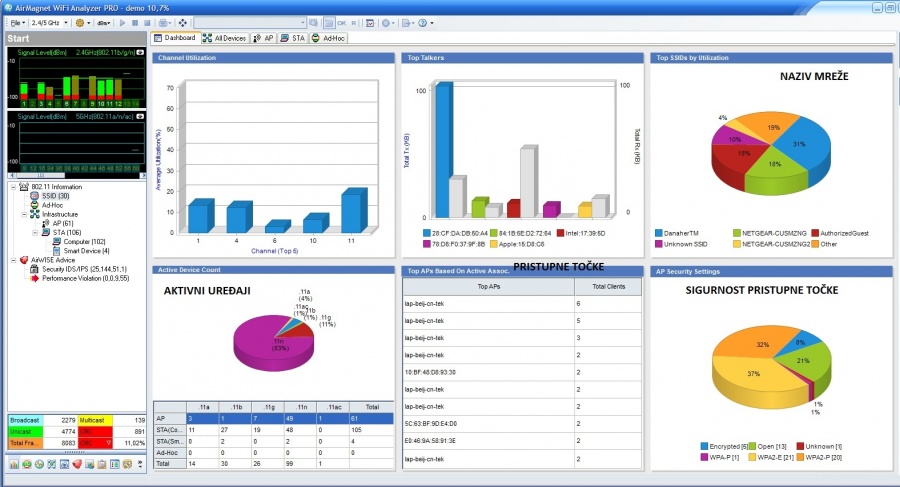 AirMagnet WiFi Analyzer PRO - demo 10,7%
File 2.4/5 GHz dBm
Start
Dashboard All Devices AP STA Ad-Hoc
Signal Level[dBm] 2.4GHz(802.11b/g/n)
-10
-100
1 2 3 4 5 6 7 8 9 10 11 12 13 14
Signal Level[dBm] 5GHz(802.11a/n/ac)
-10
-100
802.11 Information
SSID (30)
Ad-Hoc
Infrastructure
AP (61)
STA (106)
Computer (102)
Smart Device (4)
AirWISE Advice
Security IDS/IPS (25,144,51,1)
Performance Violation (0,0,9,55)
Broadcast 2279 Multicast 139
Unicast 4774 CRC 891
Total Fra... 8083 11,02%
Channel Utilization
Average Utilization(%)
70
60
50
40
30
20
10
0
1 4 3 6 11
Channel (Top 5)
Top Talkers
100
0
Total Tx (KB)
100
0
Total Rx (KB)
28:CF:DA:DB:60:A4 84:1B:5E:D2:72:64 Intel:17:39:5D
78:D6:F0:37:9F:8B Apple:15:D8:C8
Top SSIDs by Utilization
NAZIV MREŽE
4% 19%
10% 31%
18% 18%
DanaherTM NETGEAR-CUSMZNG AuthorizedGuest
Unknown SSID NETGEAR-CUSMZNG2 Other
Active Device Count
AKTIVNI UREĐAJI
.11a
(4%)
.11ac
(1%)
.11b
(1%)
.11g
(11%)
.11n
(83%)
.11a .11b .11g .11n .11ac Total
AP 3 1 7 49 1 61
STA(Co... 11 27 19 48 0 105
STA(Sm... 0 2 0 2 0 4
Ad-Hoc 0 0 0 0 0 0
Total 14 30 26 99 1
PRISTUPNE TOČKE
Top APs Based On Active Assoc.
Top APs Total Clients
lap-beij-cn-tek 6
lap-beij-cn-tek 5
lap-beij-cn-tek 3
lap-beij-cn-tek 2
10:BF:48:D8:93:30 2
lap-beij-cn-tek 2
lap-beij-cn-tek 2
5C:63:BF:9D:E4:D0 2
E0:46:9A:58:91:3E 2
lap-beij-cn-tek 2
AP Security Settings
SIGURNOST PRISTUPNE TOČKE
32% 8%
21%
37%
1%
1%
Encrypted [5] Open [13] Unknown [1]
WPA-P [1] WPA2-E [21] WPA2-P [20]